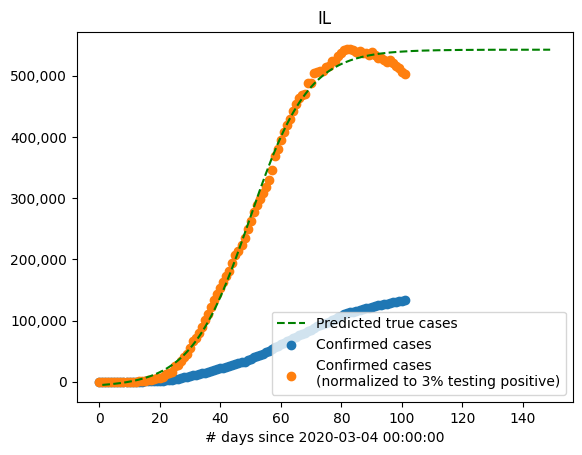 IL
500,000
400,000
300,000
200,000
100,000
0
Predicted true cases
Confirmed cases
Confirmed cases
(normalized to 3% testing positive)
0 20 40 60 80 100 120 140
# days since 2020-03-04 00:00:00